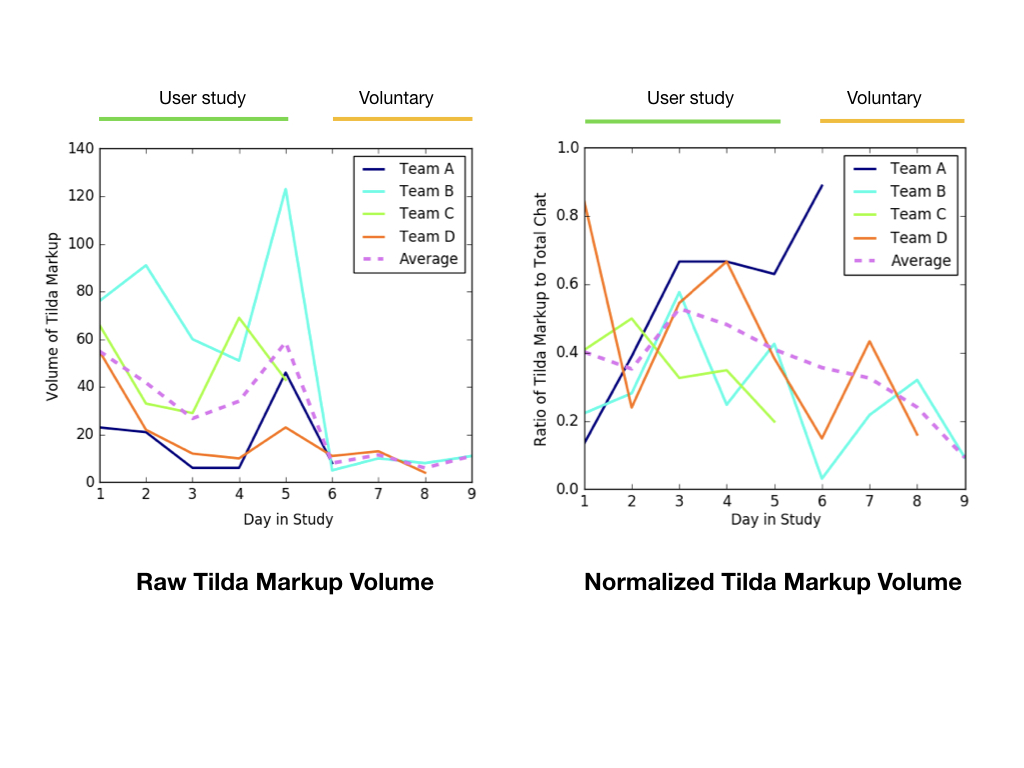 User study
Voluntary
Volume of Tilda Markup
140
120
100
80
60
40
20
0
Team A
Team B
Team C
Team D
Average
1 2 3 4 5 6 7 8 9
Day in Study
Raw Tilda Markup Volume
User study
Voluntary
Ratio of Tilda Markup to Total Chat
1.0
0.8
0.6
0.4
0.2
0.0
Team A
Team B
Team C
Team D
Average
1 2 3 4 5 6 7 8 9
Day in Study
Normalized Tilda Markup Volume